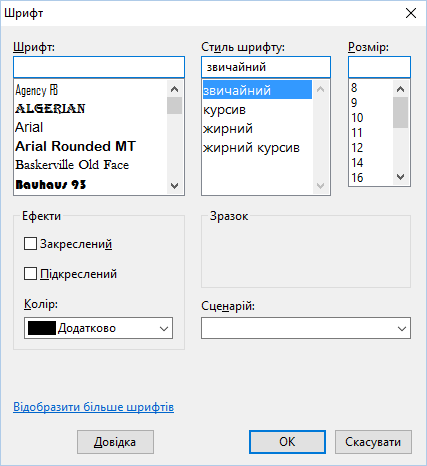 Шрифт
Шрифт:
Стиль шрифту:
Розмір:
звичайний
Agency FB
ALGERIAN
Arial
Arial Rounded MT
Baskerville Old Face
Bauhaus 93
звичайний
курсив
жирний
жирний курсив
8
9
10
11
12
14
16
Ефекти
Закреслений
Підкреслений
Колір:
Додатково
Зразок
Сценарій:
Відобразити більше шрифтів
Довідка
OK
Скасувати